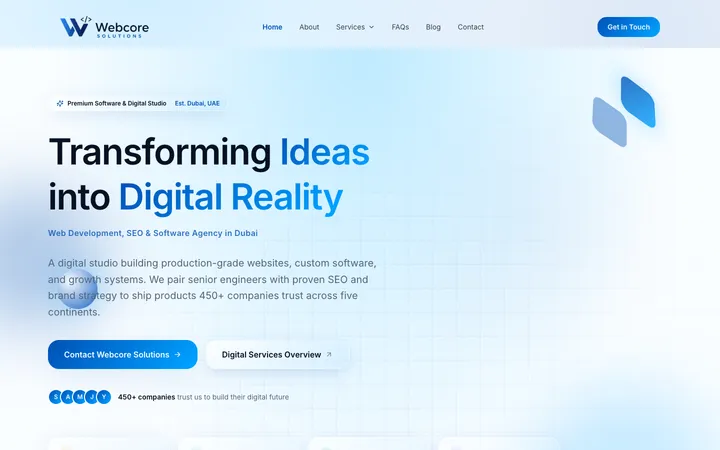 </>
Webcore
SOLUTIONS
Home
About
Services
FAQs
Blog
Contact
Get in Touch
Premium Software & Digital Studio
Est. Dubai, UAE
Transforming Ideas
into Digital Reality
Web Development, SEO & Software Agency in Dubai
A digital studio building production-grade websites, custom software,
and growth systems. We pair senior engineers with proven SEO and
brand strategy to ship products 450+ companies trust across five
continents.
Contact Webcore Solutions
Digital Services Overview
S A M J Y
450+ companies trust us to build their digital future